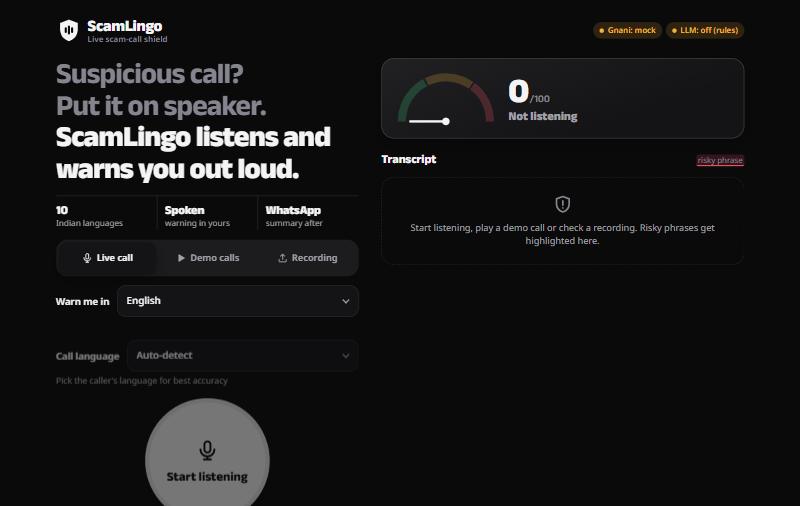 ScamLingo
Live scam-call shield
Gnani: mock
LLM: off (rules)
Suspicious call?
Put it on speaker.
ScamLingo listens and
warns you out loud.
10
Indian languages
Spoken
warning in yours
WhatsApp
summary after
Live call
Demo calls
Recording
Warn me in
English
Call language
Auto-detect
Pick the caller's language for best accuracy
Start listening
0/100
Not listening
Transcript
risky phrase
Start listening, play a demo call or check a recording. Risky phrases get
highlighted here.